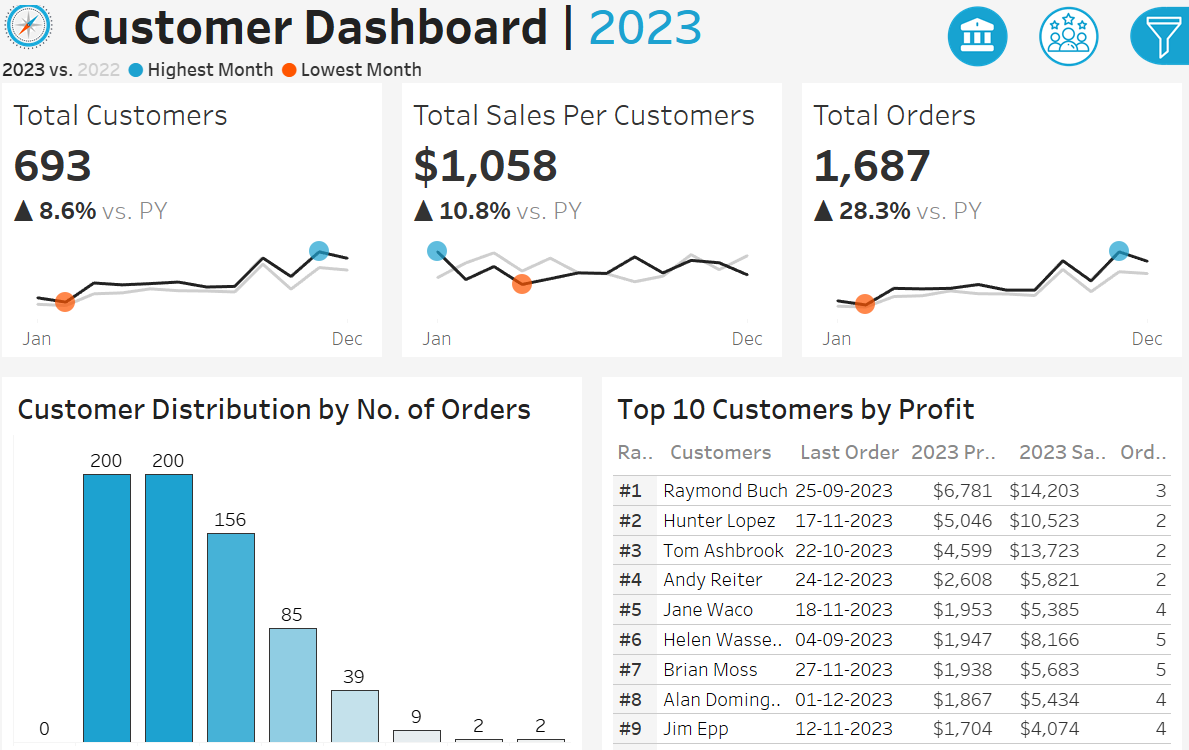 Customer Dashboard | 2023
2023 vs. 2022 Highest Month Lowest Month
Total Customers
693
▲ 8.6% vs. PY
Jan Dec
Total Sales Per Customers
$1,058
▲ 10.8% vs. PY
Jan Dec
Total Orders
1,687
▲ 28.3% vs. PY
Jan Dec
Customer Distribution by No. of Orders
0 200 200 156 85 39 9 2 2
Top 10 Customers by Profit
Ra.. Customers Last Order 2023 Pr.. 2023 Sa.. Ord..
#1 Raymond Buch 25-09-2023 $6,781 $14,203 3
#2 Hunter Lopez 17-11-2023 $5,046 $10,523 2
#3 Tom Ashbrook 22-10-2023 $4,599 $13,723 2
#4 Andy Reiter 24-12-2023 $2,608 $5,821 2
#5 Jane Waco 18-11-2023 $1,953 $5,385 4
#6 Helen Wasse.. 04-09-2023 $1,947 $8,166 5
#7 Brian Moss 27-11-2023 $1,938 $5,683 5
#8 Alan Doming.. 01-12-2023 $1,867 $5,434 4
#9 Jim Epp 12-11-2023 $1,704 $4,074 4